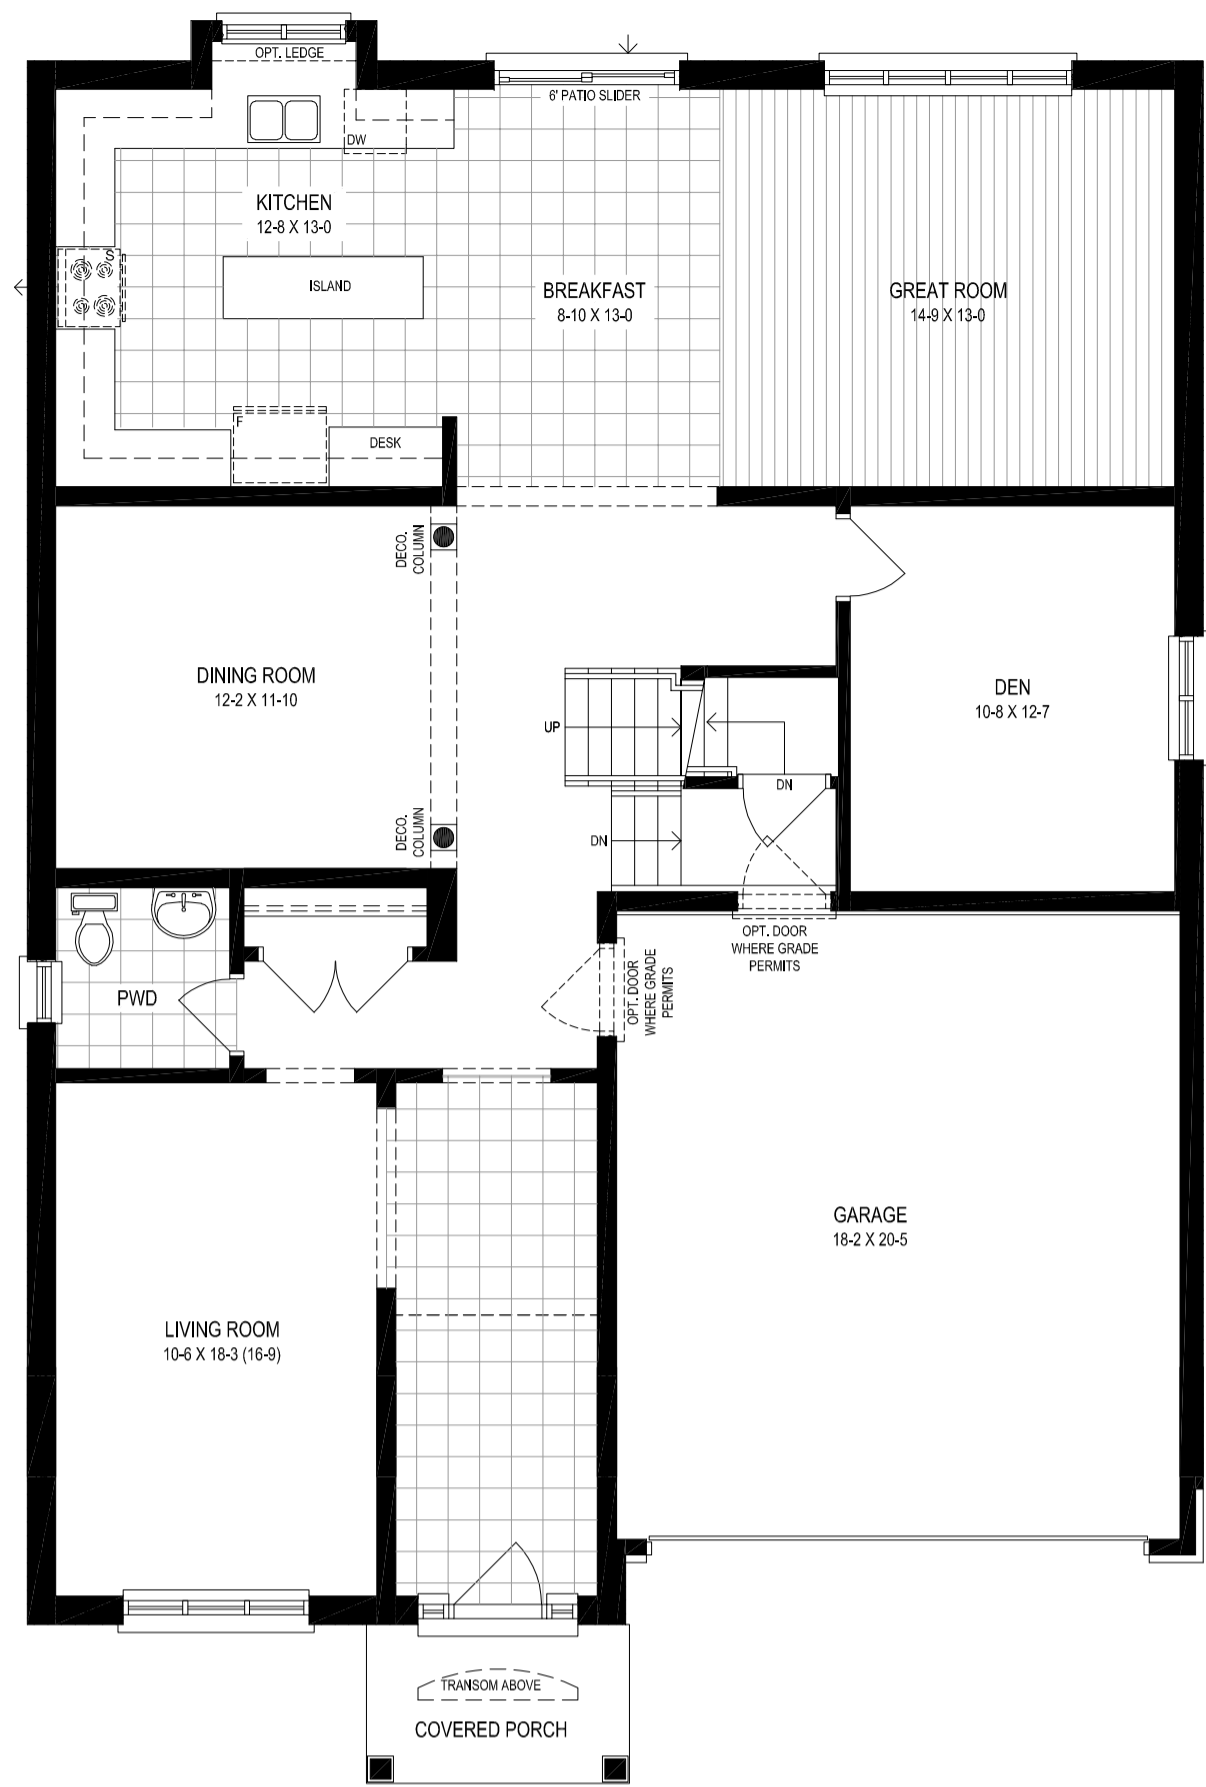 OPT. LEDGE
6' PATIO SLIDER
DW
KITCHEN
12-8 X 13-0
S
ISLAND
BREAKFAST
8-10 X 13-0
GREAT ROOM
14-9 X 13-0
F
DESK
DECO.
COLUMN
DINING ROOM
12-2 X 11-10
DEN
10-8 X 12-7
UP
DN
DN
DECO.
COLUMN
OPT. DOOR
WHERE GRADE
PERMITS
PWD
OPT. DOOR
WHERE GRADE
PERMITS
GARAGE
18-2 X 20-5
LIVING ROOM
10-6 X 18-3 (16-9)
TRANSOM ABOVE
COVERED PORCH